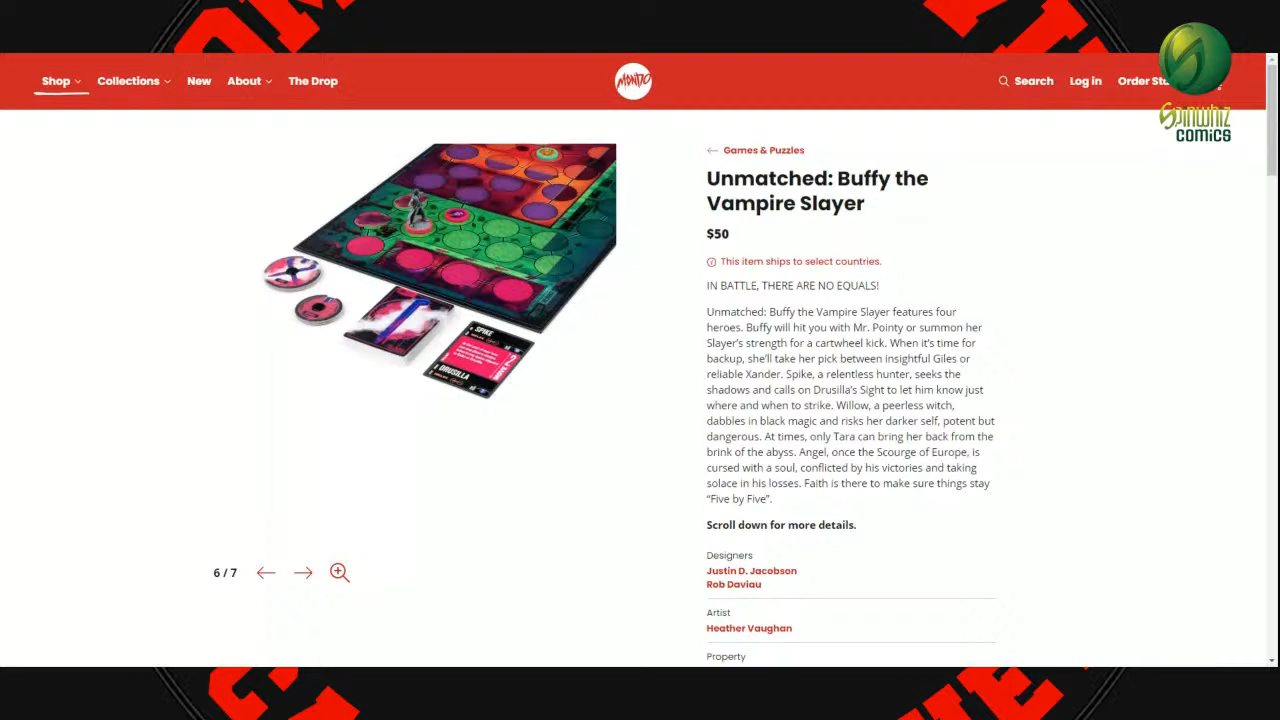 Shop
Collections
New
About
The Drop
MONDO
Search
Log in
Order
Spinwhiz
comics
Games & Puzzles
Unmatched: Buffy the
Vampire Slayer
$50
This item ships to select countries.
IN BATTLE, THERE ARE NO EQUALS!
Unmatched: Buffy the Vampire Slayer features four
heroes. Buffy will hit you with Mr. Pointy or summon her
Slayer's strength for a cartwheel kick. When it's time for
backup, she'll take her pick between insightful Giles or
reliable Xander. Spike, a relentless hunter, seeks the
shadows and calls on Drusilla's Sight to let him know just
where and when to strike. Willow, a peerless witch,
dabbles in black magic and risks her darker self, potent but
dangerous. At times, only Tara can bring her back from the
brink of the abyss. Angel, once the Scourge of Europe, is
cursed with a soul, conflicted by his victories and taking
solace in his losses. Faith is there to make sure things stay
“Five by Five”.
Scroll down for more details.
Designers
Justin D. Jacobson
Rob Daviau
Artist
Heather Vaughan
Property
SPIKE
DRUSILLA
MOVE 2
6 / 7